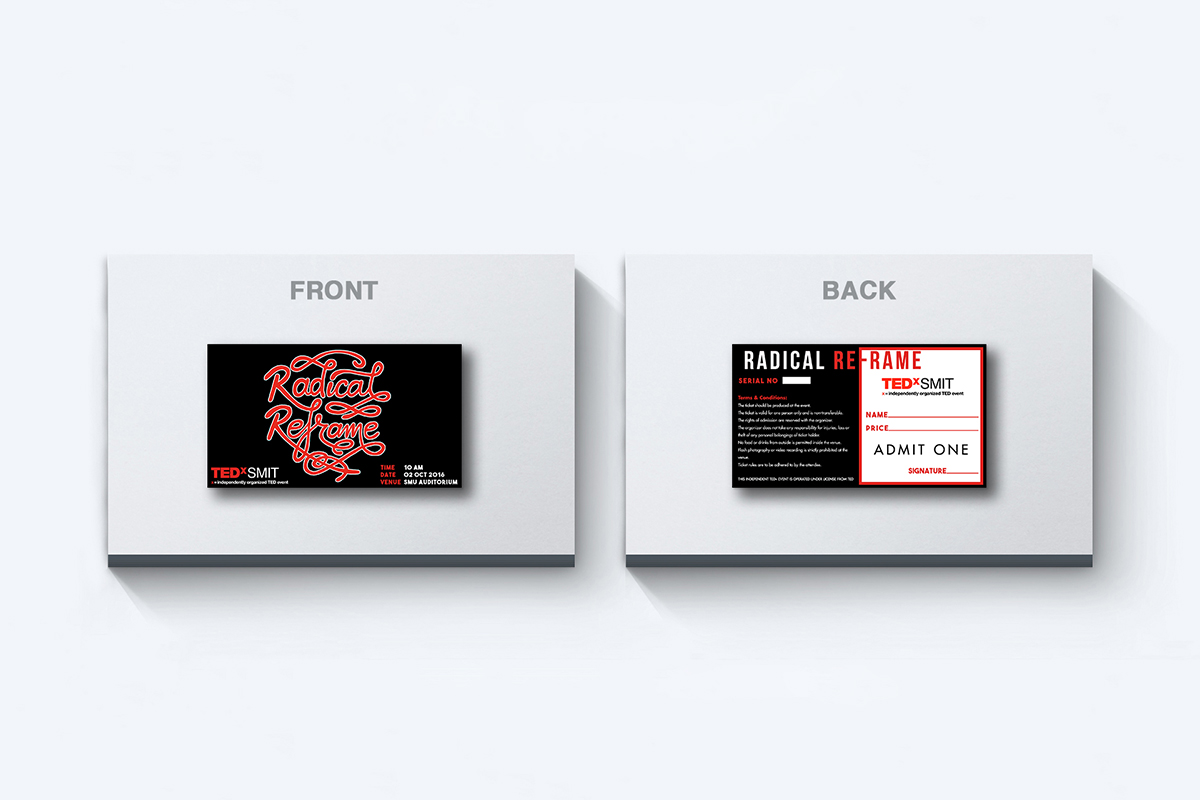 FRONT
Radical
Reframe
TEDxSMIT
x = independently organized TED event
TIME 10 AM
DATE 02 OCT 2016
VENUE SMU AUDITORIUM
BACK
RADICAL RE-FRAME
SERIAL NO
Terms & Conditions:
The ticket should be produced at the event.
The ticket is valid for one person only and is nontransferable.
The rights of admission are reserved with the organizer.
The organizer does not take any responsibility for injuries, loss or
theft of any personal belongings of ticket holder.
No food or drinks from outside is permitted inside the venue.
Flash photography or video recording is strictly prohibited at the
venue.
Ticket rules are to be adhered to by the attendee.
THIS INDEPENDENT TEDx EVENT IS OPERATED UNDER LICENSE FROM TED
TEDxSMIT
x = independently organized TED event
NAME
PRICE
ADMIT ONE
SIGNATURE